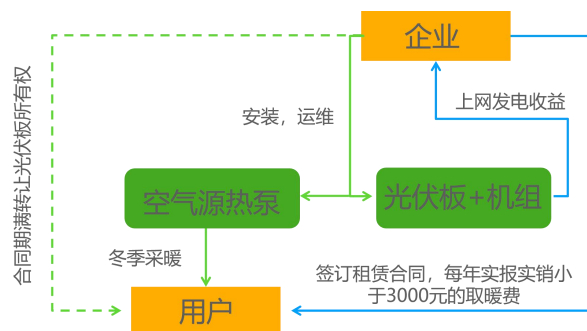 企业
上网发电收益
安装，运维
合同期满转让光伏板所有权
空气源热泵
光伏板+机组
冬季采暖
签订租赁合同，每年实报实销小
于3000元的取暖费
用户